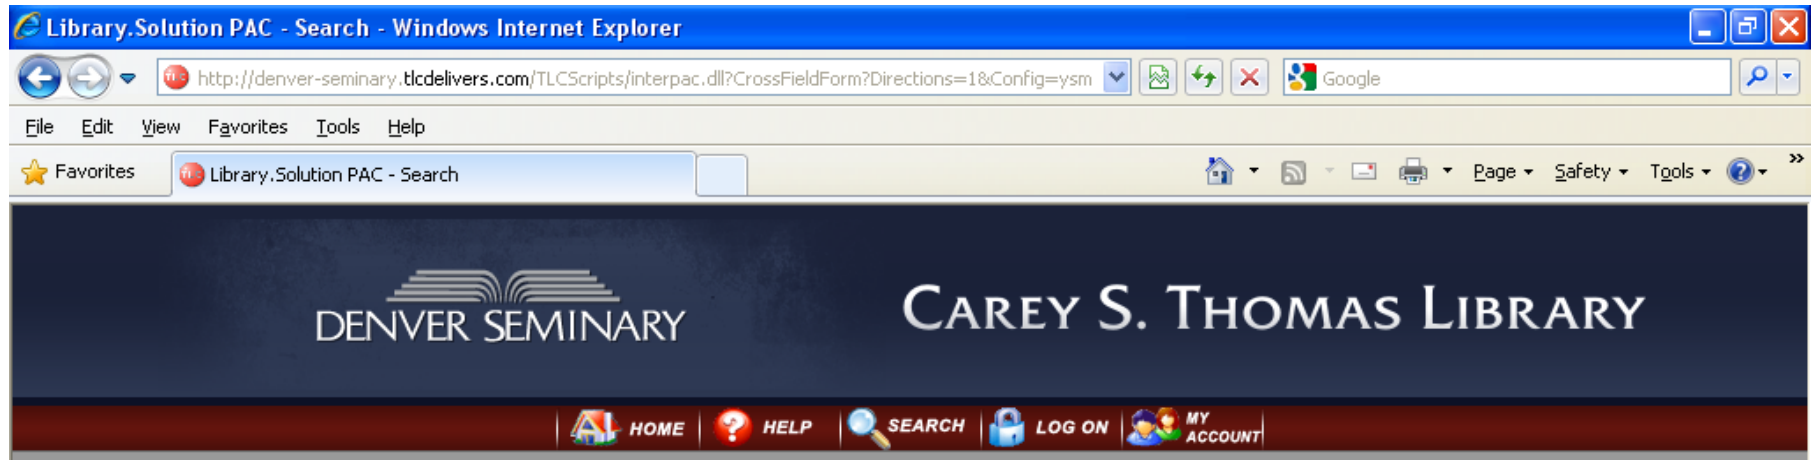 Library.Solution PAC - Search - Windows Internet Explorer
http://denver-seminary.tlcdelivers.com/TLCScripts/interpac.dll?CrossFieldForm?Directions=1&Config=ysm
Google
File Edit View Favorites Tools Help
Favorites
TLC Library.Solution PAC - Search
Page Safety Tools
DENVER SEMINARY
CAREY S. THOMAS LIBRARY
HOME HELP SEARCH LOG ON MY ACCOUNT